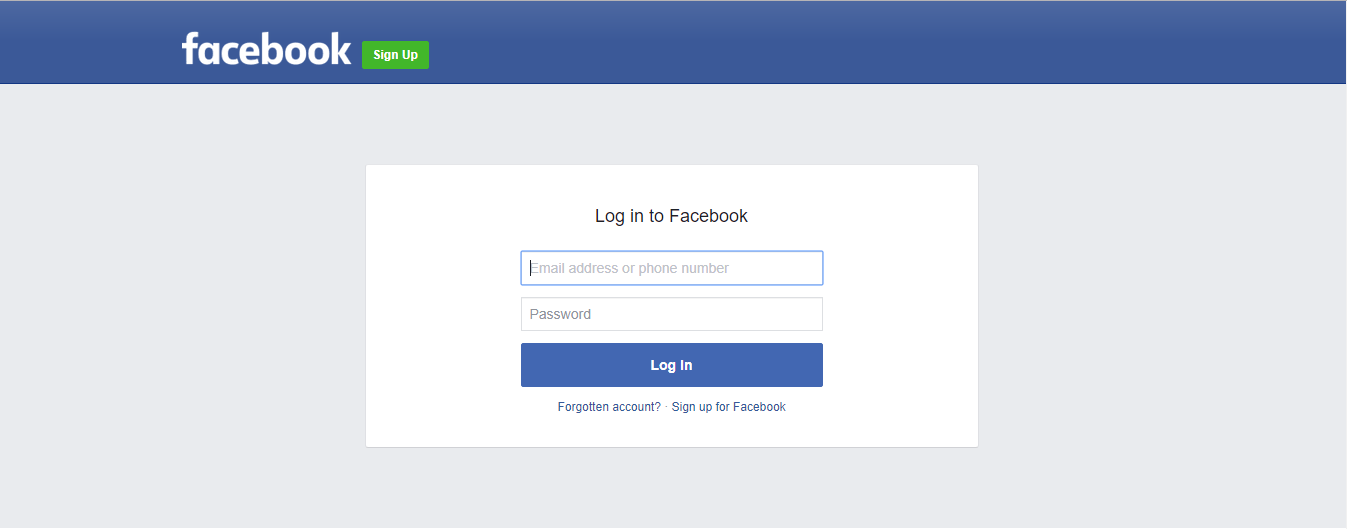 facebook Sign Up
Log in to Facebook
Email address or phone number
Password
Log In
Forgotten account? · Sign up for Facebook